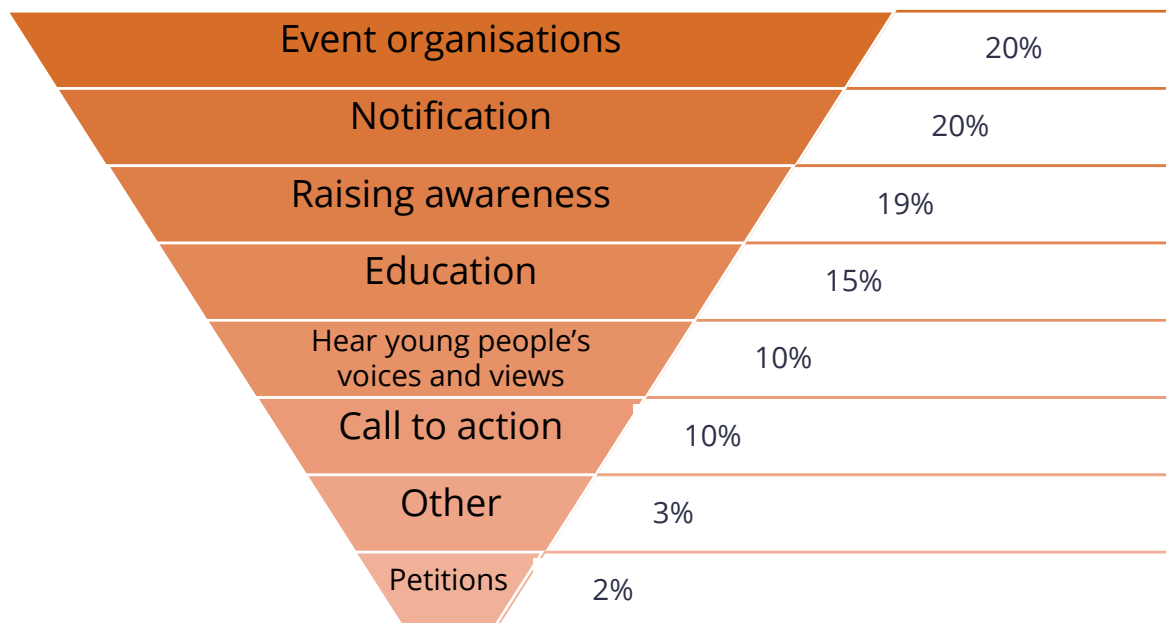 Event organisations 20%
Notification 20%
Raising awareness 19%
Education 15%
Hear young people’s
voices and views 10%
Call to action 10%
Other 3%
Petitions 2%